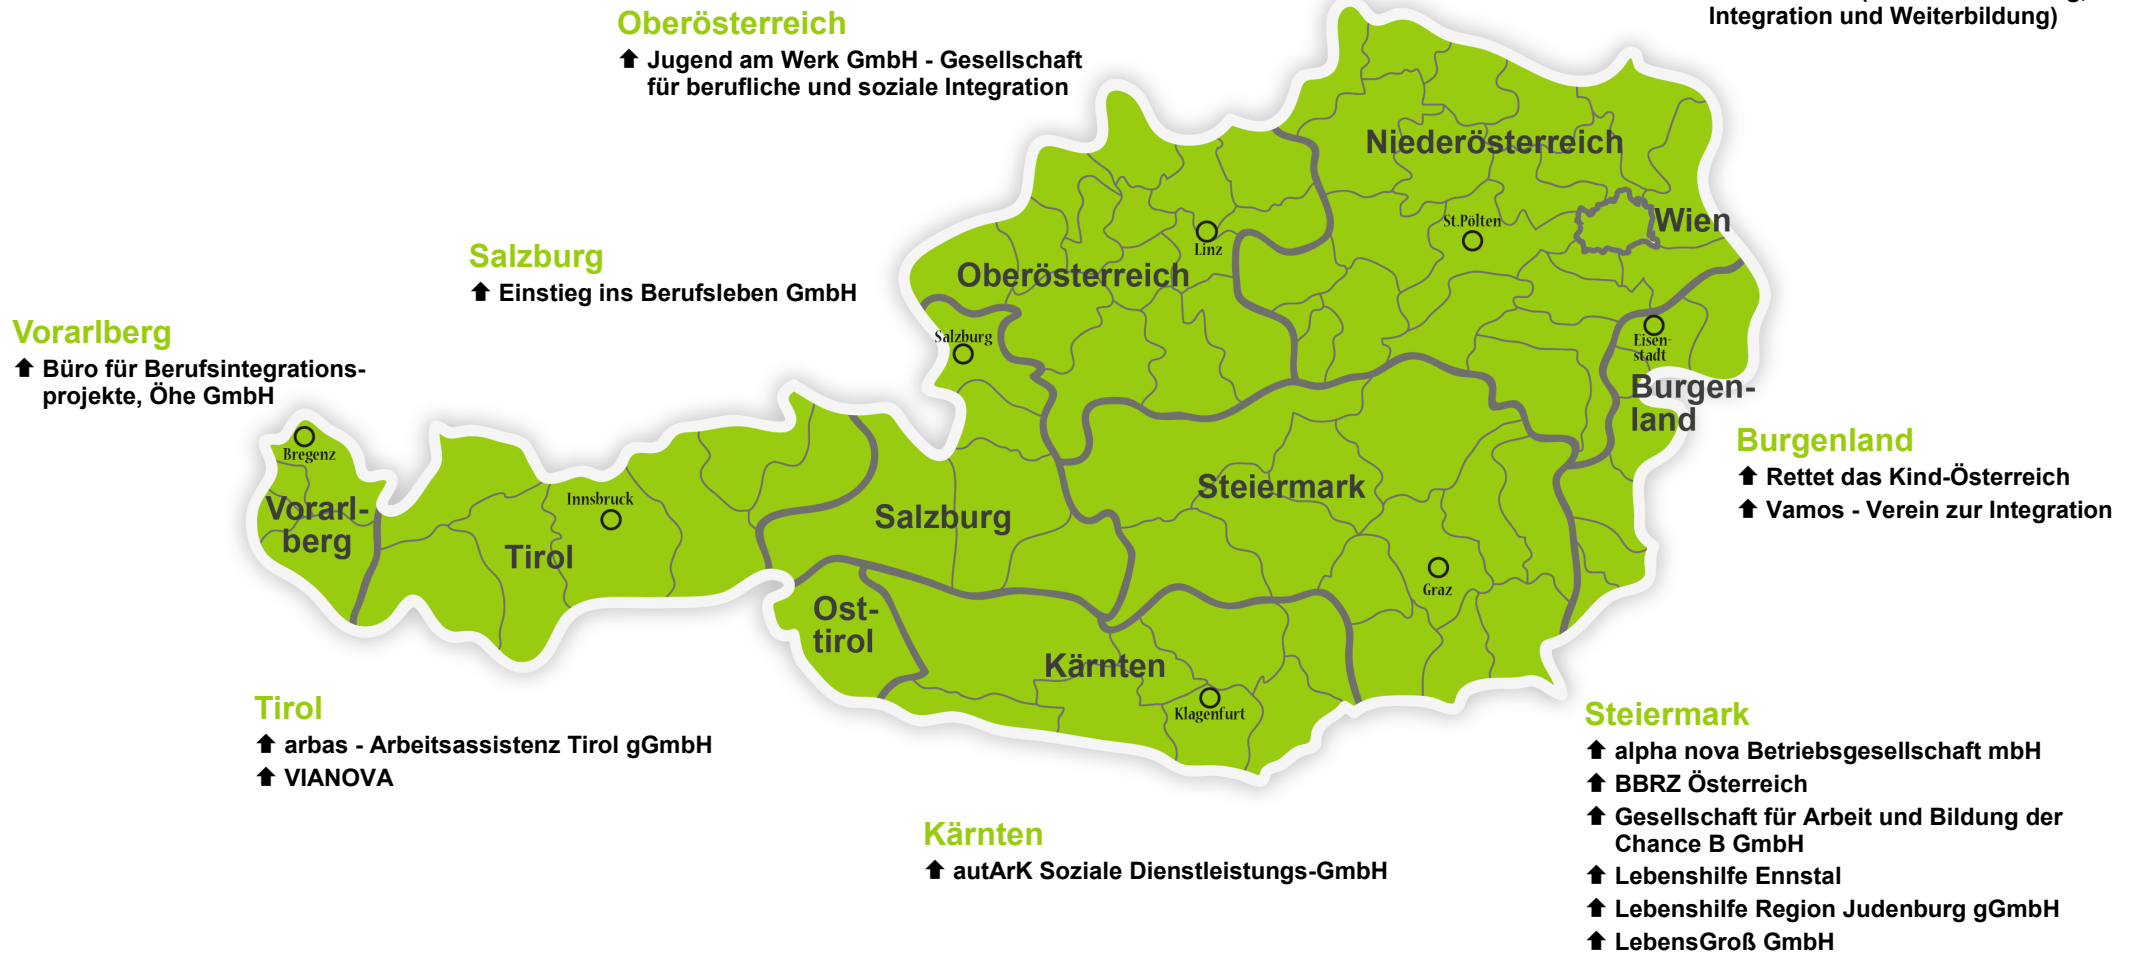 Integration und Weiterbildung)
Oberösterreich
Jugend am Werk GmbH - Gesellschaft
für berufliche und soziale Integration
Salzburg
Einstieg ins Berufsleben GmbH
Vorarlberg
Büro für Berufsintegrations-
projekte, Öhe GmbH
Niederösterreich
St.Pölten
Wien
Linz
Oberösterreich
Salzburg
Eisen-
stadt
Burgen-
land
Bregenz
Vorarl-
berg
Innsbruck
Tirol
Salzburg
Steiermark
Graz
Ost-
tirol
Kärnten
Klagenfurt
Burgenland
Rettet das Kind-Österreich
Vamos - Verein zur Integration
Tirol
arbas - Arbeitsassistenz Tirol gGmbH
VIANOVA
Kärnten
autArK Soziale Dienstleistungs-GmbH
Steiermark
alpha nova Betriebsgesellschaft mbH
BBRZ Österreich
Gesellschaft für Arbeit und Bildung der
Chance B GmbH
Lebenshilfe Ennstal
Lebenshilfe Region Judenburg gGmbH
LebensGroß GmbH